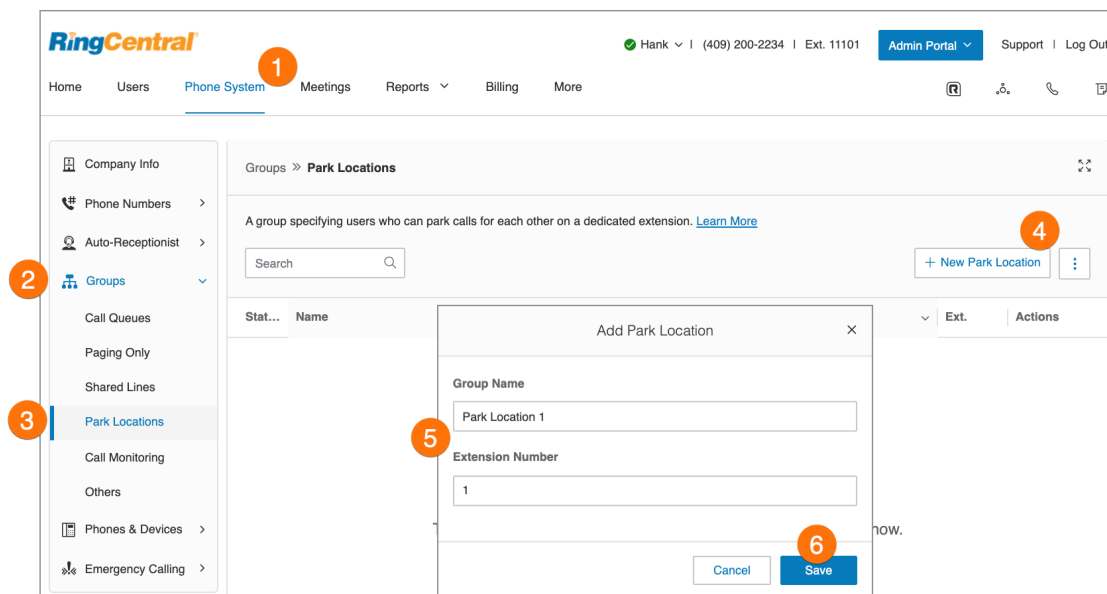 RingCentral
Hank | (409) 200-2234 | Ext. 11101 Admin Portal Support | Log Out
1
Home Users Phone System Meetings Reports Billing More
Company Info
Groups » Park Locations
Phone Numbers
A group specifying users who can park calls for each other on a dedicated extension. Learn More
Auto-Receptionist
4
Search
+ New Park Location
2
Groups
Call Queues
Stat... Name Ext. Actions
Add Park Location
Paging Only
Shared Lines
Group Name
3
Park Locations
Park Location 1
5
Call Monitoring
Extension Number
Others
1
Phones & Devices
now.
6
Emergency Calling
Cancel Save